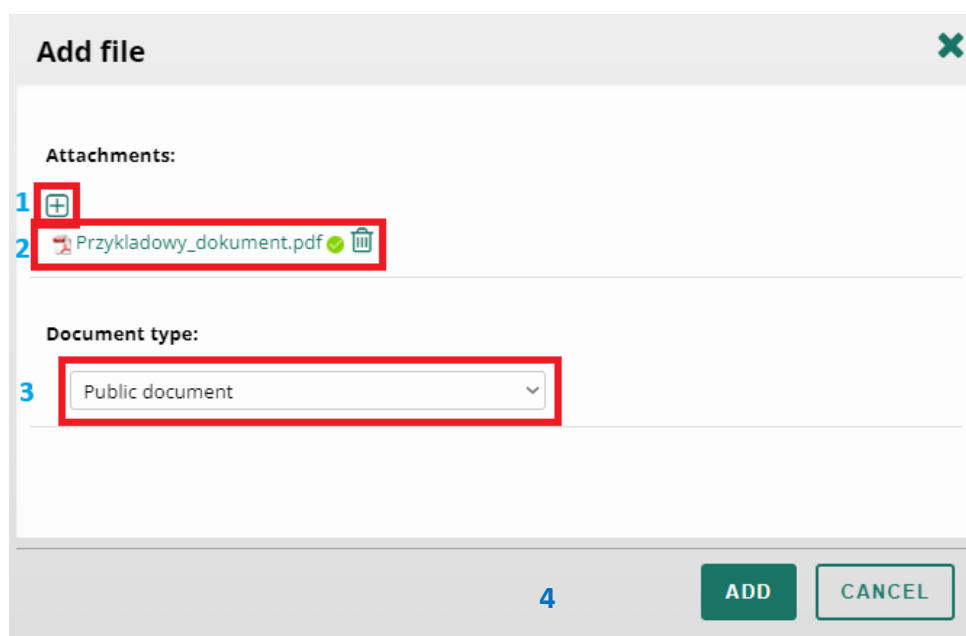 Add file
Attachments:
1
2 Przykladowy_dokument.pdf
Document type:
3 Public document
4 ADD CANCEL